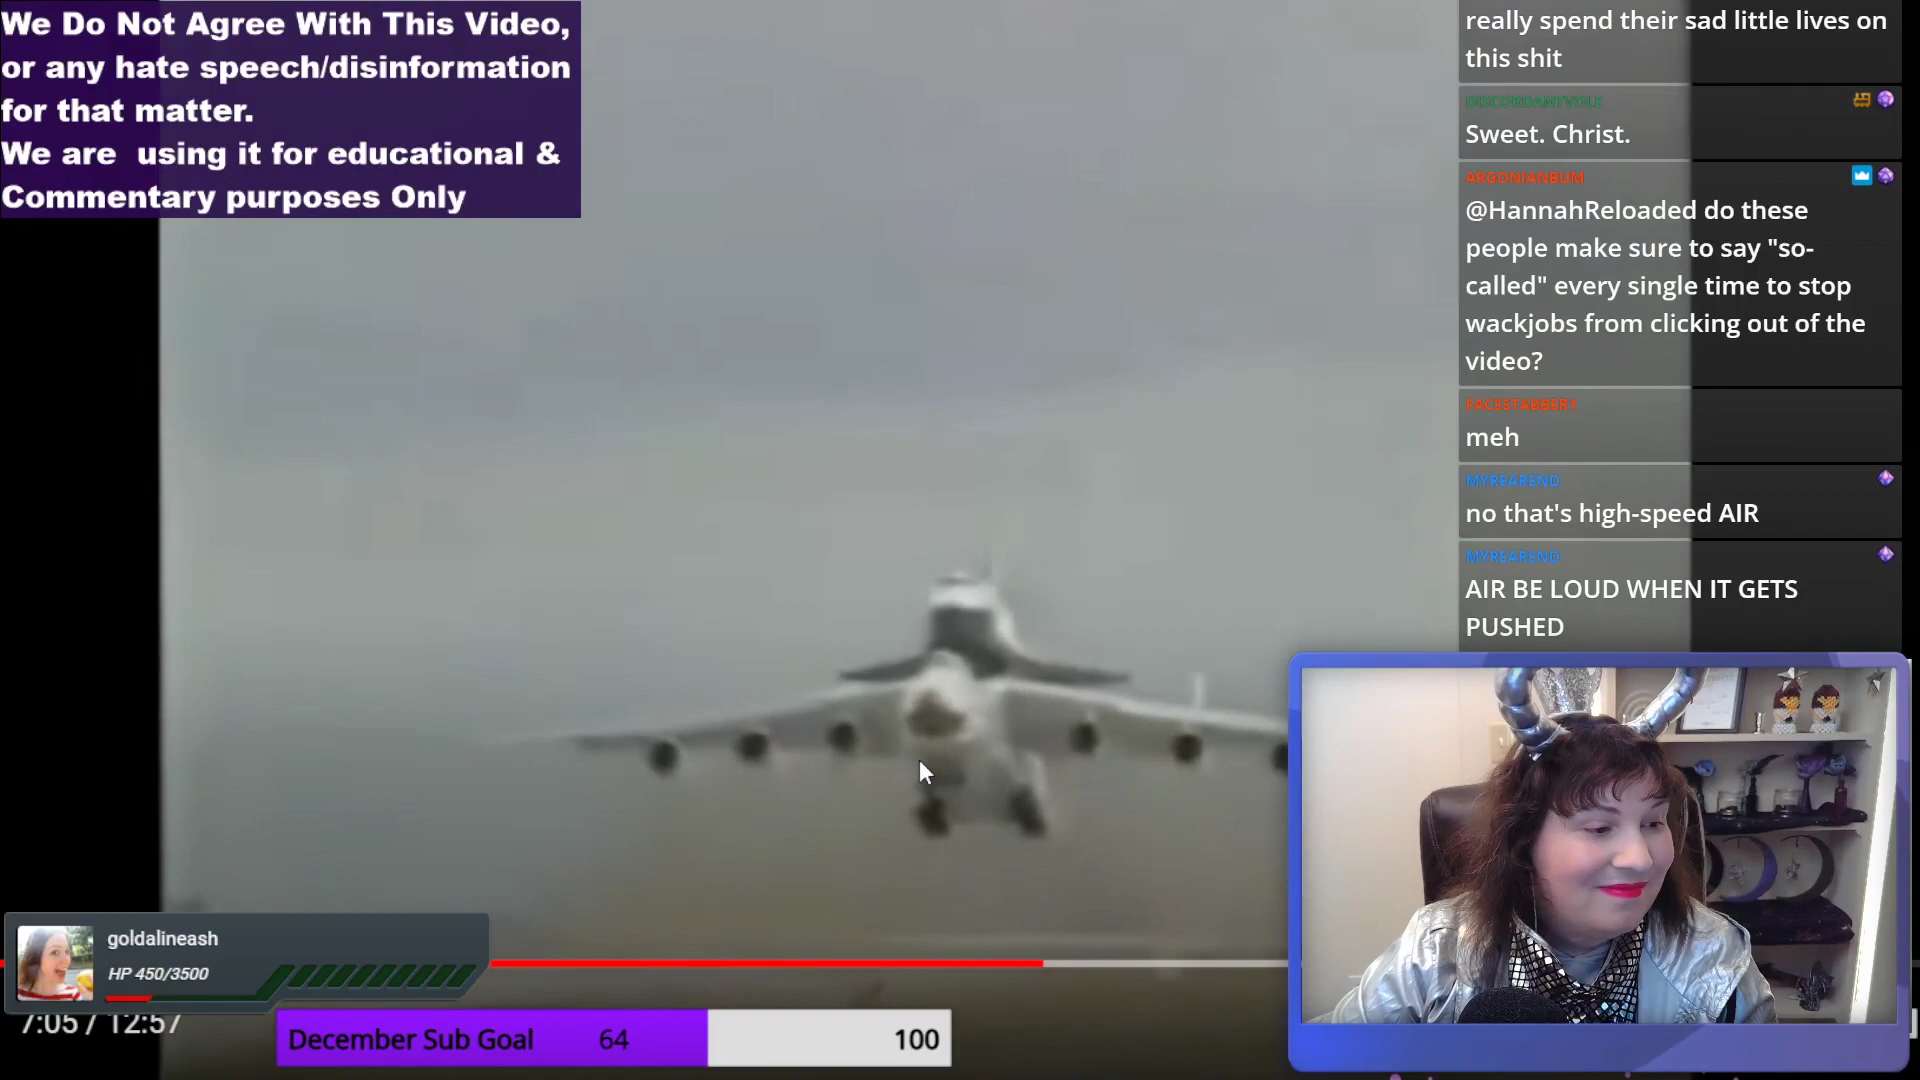 We Do Not Agree With This Video,
or any hate speech/disinformation
for that matter.
We are using it for educational &
Commentary purposes Only
really spend their sad little lives on
this shit
DISCORDANTVOLE
Sweet. Christ.
ARGONIANBUM
@HannahReloaded do these
people make sure to say "so-
called" every single time to stop
wackjobs from clicking out of the
video?
FACESTABBER1
meh
MYREAREND
no that's high-speed AIR
MYREAREND
AIR BE LOUD WHEN IT GETS
PUSHED
goldalineash
HP 450/3500
7:05 / 12:57
December Sub Goal 64 100